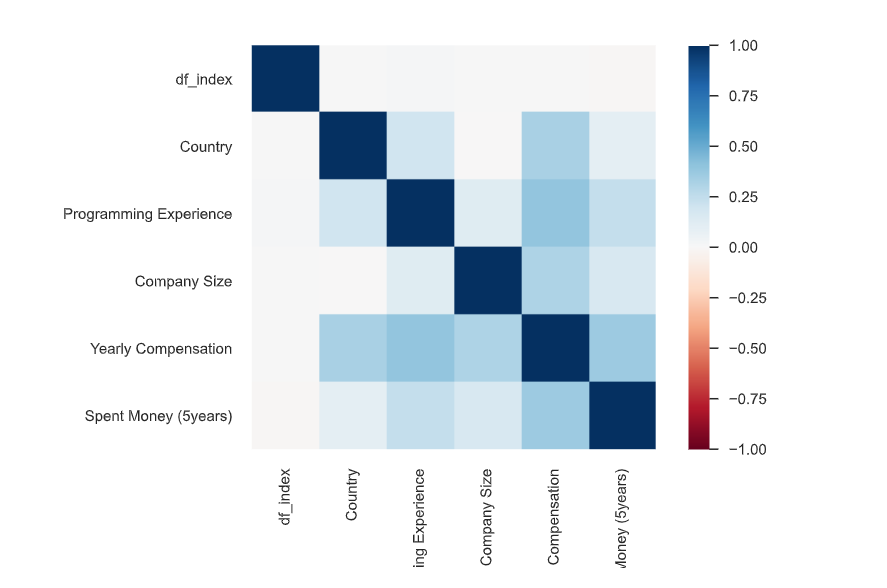 df_index
Country
Programming Experience
Company Size
Yearly Compensation
Spent Money (5years)
1.00
0.75
0.50
0.25
0.00
−0.25
−0.50
−0.75
−1.00
df_index
Country
ing Experience
Company Size
Compensation
Money (5years)